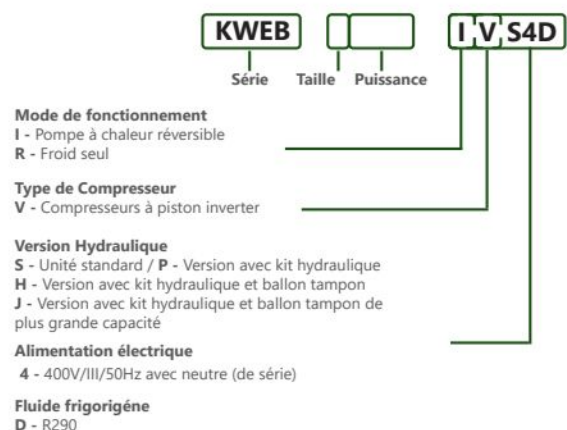 KWEB I V S4D
Série Taille Puissance
Mode de fonctionnement
I - Pompe à chaleur réversible
R - Froid seul
Type de Compresseur
V - Compresseurs à piston inverter
Version Hydraulique
S - Unité standard / P - Version avec kit hydraulique
H - Version avec kit hydraulique et ballon tampon
J - Version avec kit hydraulique et ballon tampon de
plus grande capacité
Alimentation électrique
4 - 400V/III/50Hz avec neutre (de série)
Fluide frigorigéne
D - R290